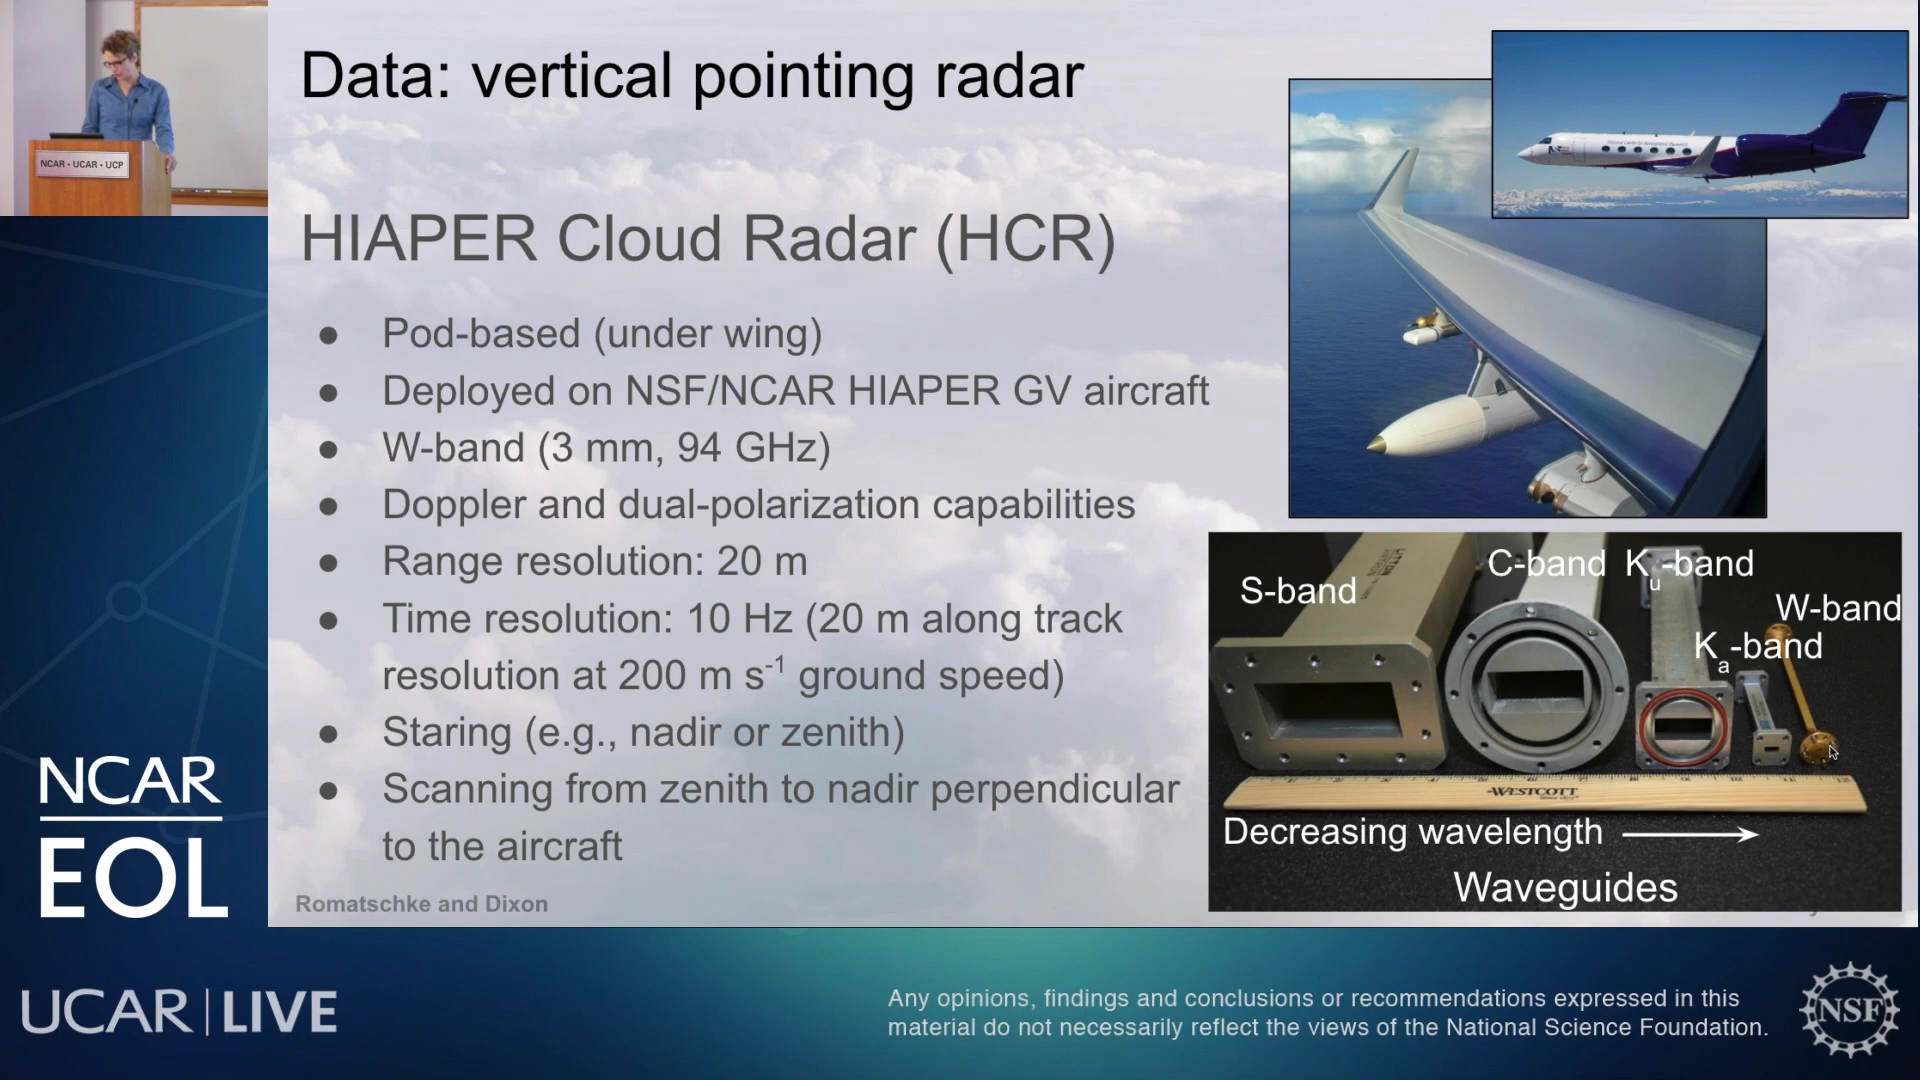 Data: vertical pointing radar
NCAR • UCAR • UCP
HIAPER Cloud Radar (HCR)
● Pod-based (under wing)
● Deployed on NSF/NCAR HIAPER GV aircraft
● W-band (3 mm, 94 GHz)
● Doppler and dual-polarization capabilities
● Range resolution: 20 m
● Time resolution: 10 Hz (20 m along track
resolution at 200 m s-1 ground speed)
● Staring (e.g., nadir or zenith)
● Scanning from zenith to nadir perpendicular
to the aircraft
Romatschke and Dixon
S-band
C-band
Ku-band
W-band
Ka-band
LITTON
WESTCOTT
Decreasing wavelength
Waveguides
NCAR
EOL
UCAR | LIVE
Any opinions, findings and conclusions or recommendations expressed in this
material do not necessarily reflect the views of the National Science Foundation.
NSF